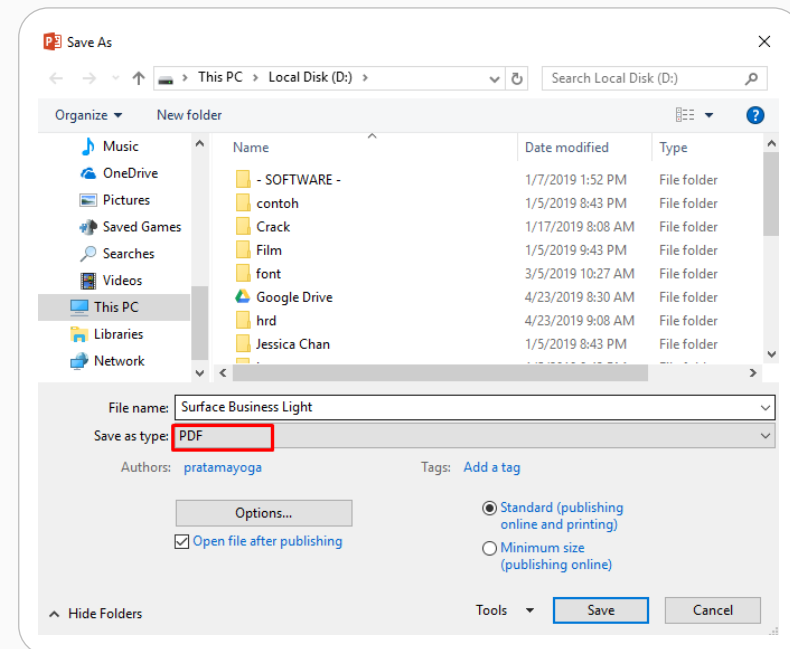 Save As
This PC > Local Disk (D:) >
Search Local Disk (D:)
Organize
New folder
Music
OneDrive
Pictures
Saved Games
Searches
Videos
This PC
Libraries
Network
Name Date modified Type
- SOFTWARE - 1/7/2019 1:52 PM File folder
contoh 1/5/2019 8:43 PM File folder
Crack 1/17/2019 8:08 AM File folder
Film 1/5/2019 9:43 PM File folder
font 3/5/2019 10:27 AM File folder
Google Drive 4/23/2019 8:30 AM File folder
hrd 4/23/2019 9:08 AM File folder
Jessica Chan 1/5/2019 8:43 PM File folder
File name: Surface Business Light
Save as type: PDF
Authors: pratamayoga
Tags: Add a tag
Options...
Open file after publishing
Standard (publishing
online and printing)
Minimum size
(publishing online)
Hide Folders
Tools
Save
Cancel